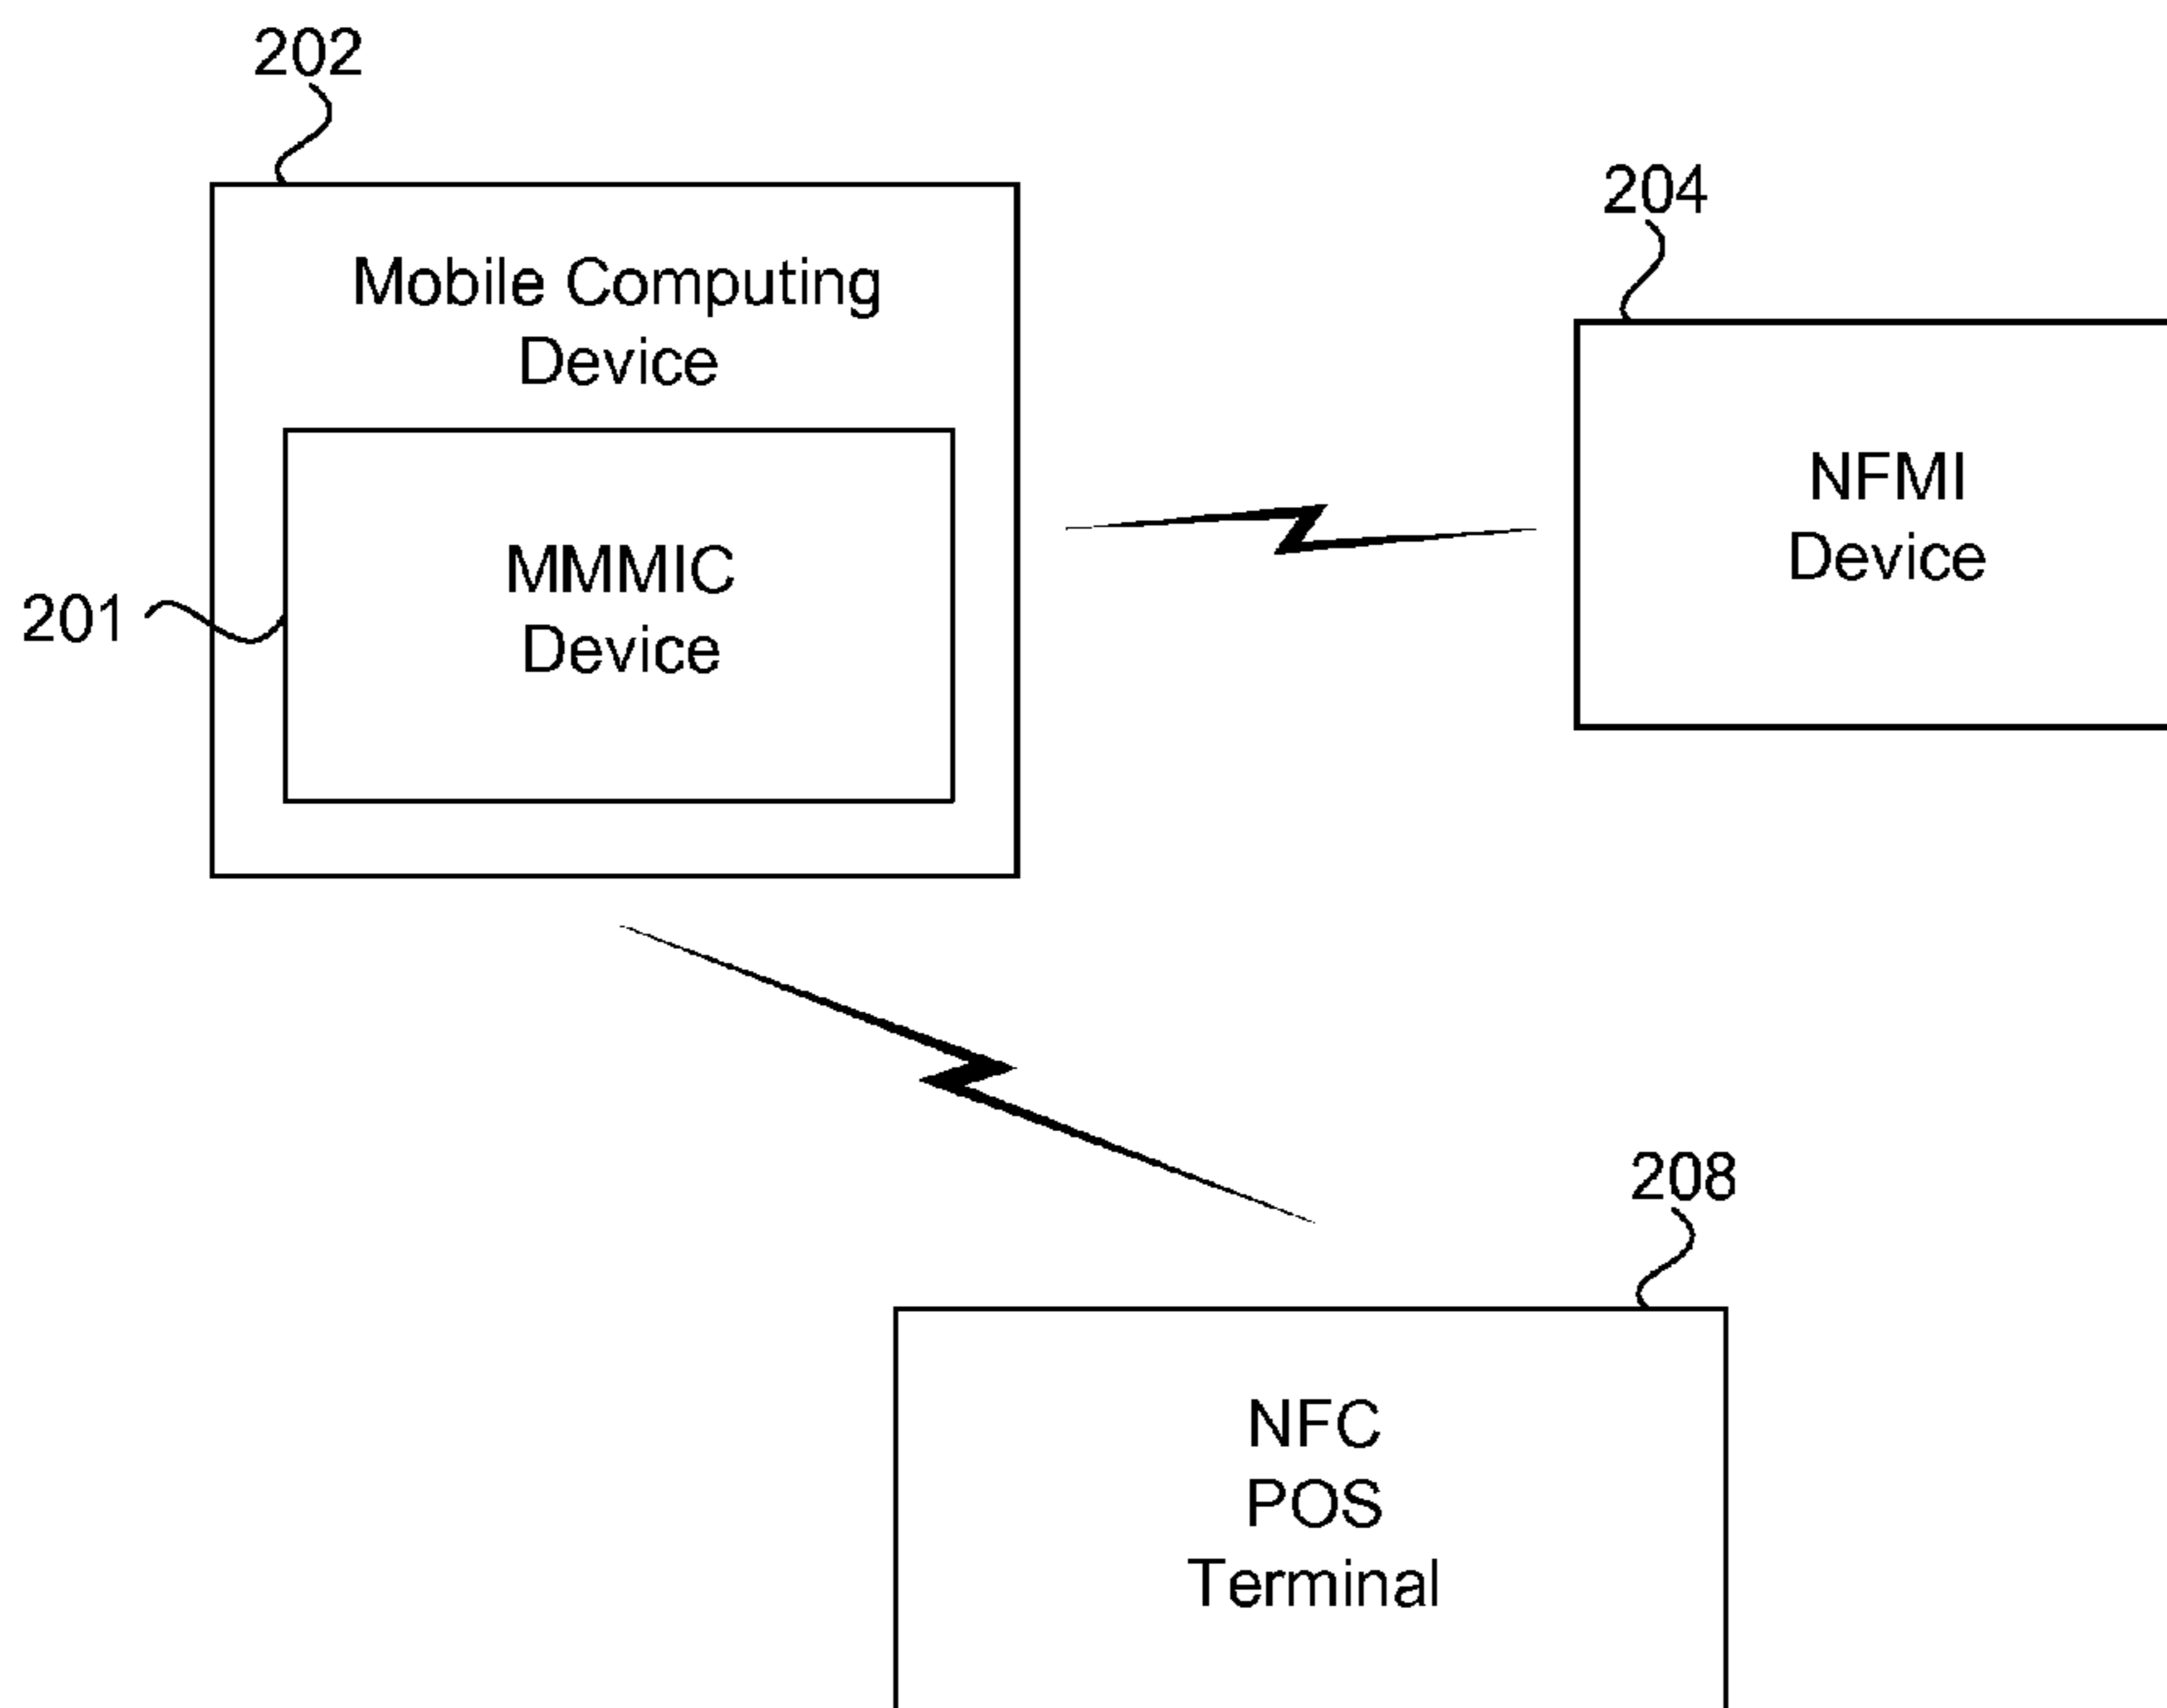 202
204
Mobile Computing
Device
NFMI
Device
MMMIC
Device
201
208
NFC
POS
Terminal